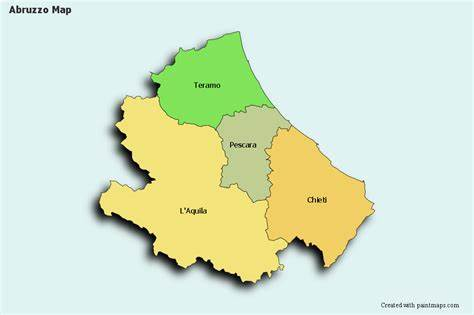 Abruzzo Map
Teramo
Pescara
L'Aquila
Chieti
Created with paintmaps.com